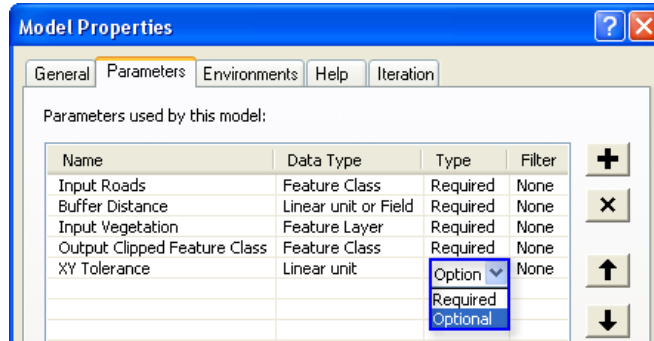 Model Properties
General Parameters Environments Help Iteration
Parameters used by this model:
Name Data Type Type Filter
Input Roads Feature Class Required None
Buffer Distance Linear unit or Field Required None
Input Vegetation Feature Layer Required None
Output Clipped Feature Class Feature Class Required None
XY Tolerance Linear unit Option None
Required
Optional